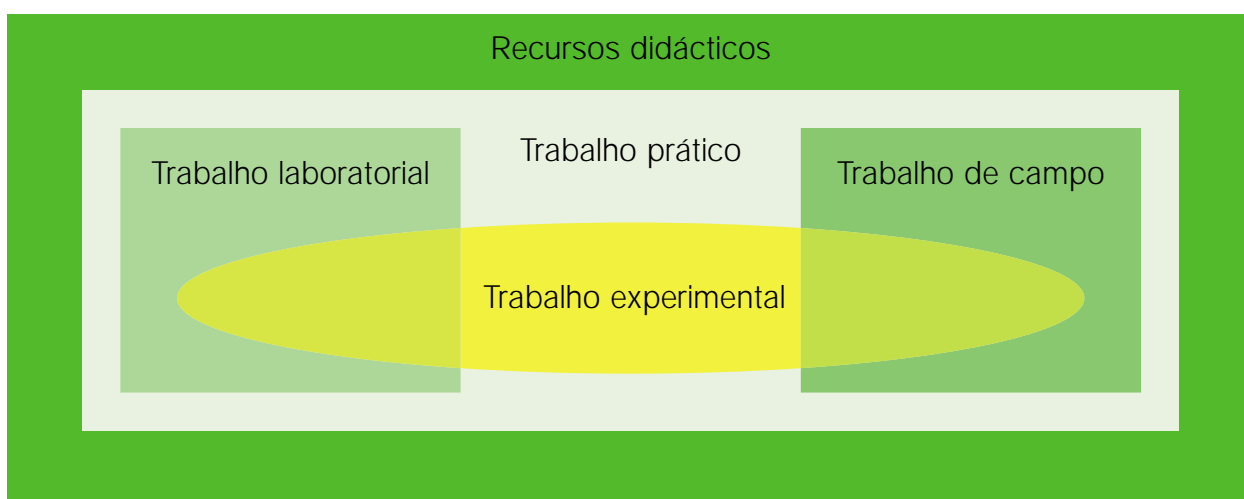 Recursos didácticos
Trabalho prático
Trabalho laboratorial
Trabalho de campo
Trabalho experimental